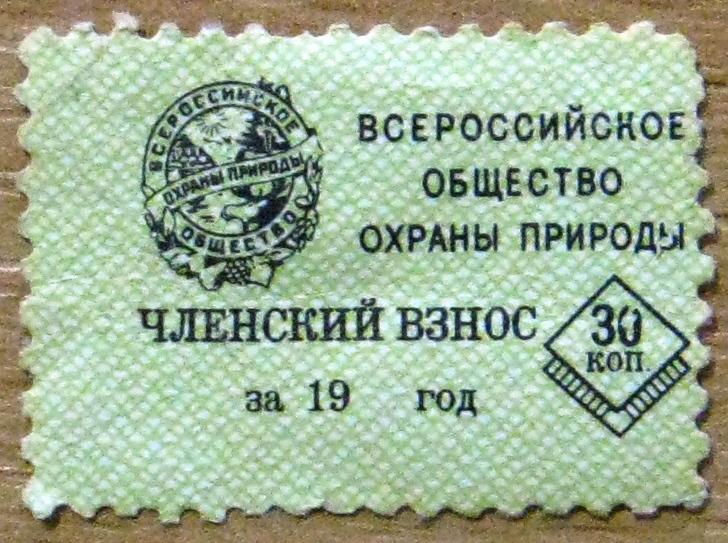 ВСЕРОССИЙСКОЕ
ОХРАНЫ ПРИРОДЫ
ОБЩЕСТВО
ВСЕРОССИЙСКОЕ
ОБЩЕСТВО
ОХРАНЫ ПРИРОДЫ
ЧЛЕНСКИЙ ВЗНОС
30
КОП.
за 19 год